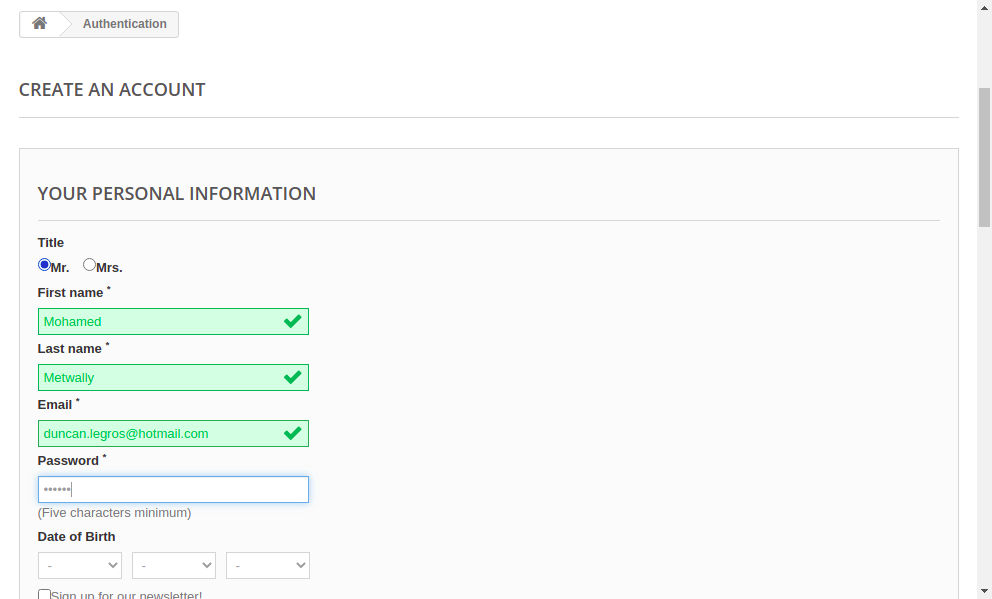 Authentication
CREATE AN ACCOUNT
YOUR PERSONAL INFORMATION
Title
Mr. Mrs.
First name *
Mohamed
Last name *
Metwally
Email *
duncan.legros@hotmail.com
Password *
••••••
(Five characters minimum)
Date of Birth
- - -
Sign up for our newsletter!